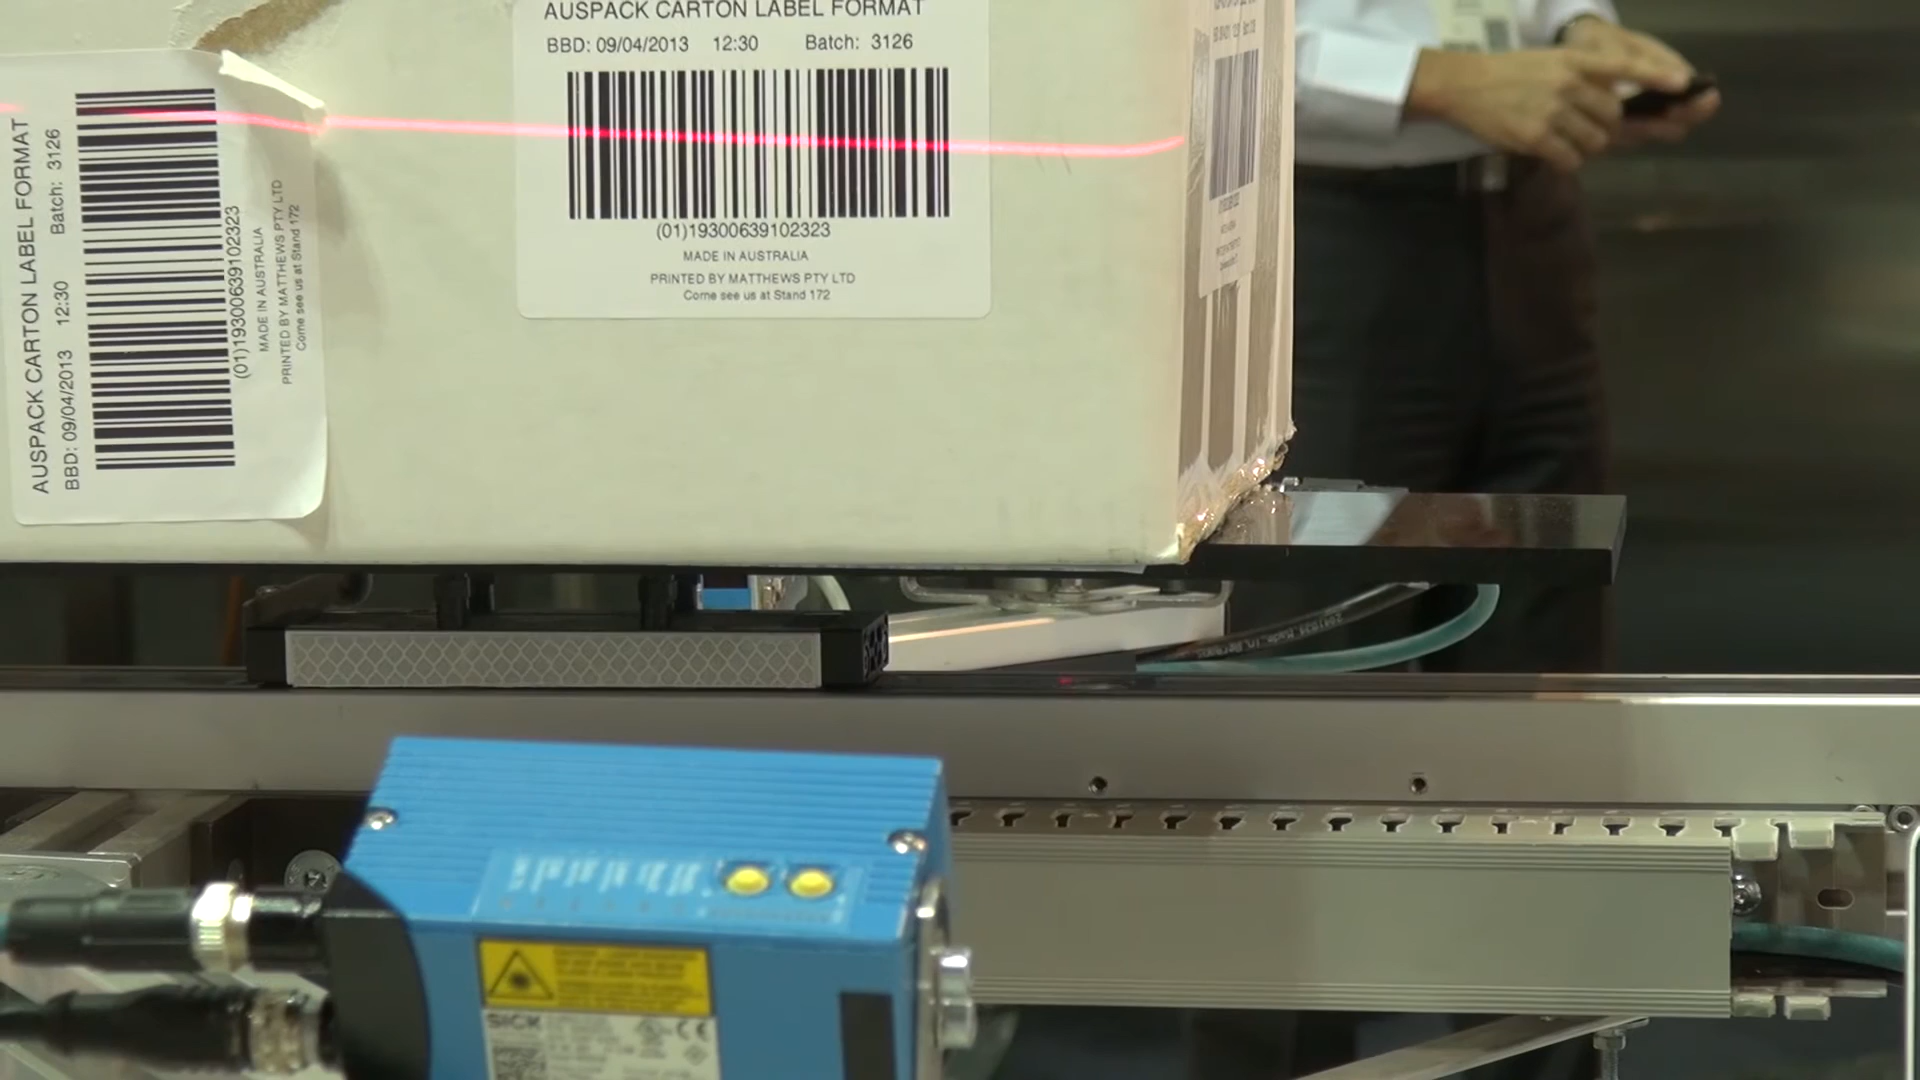 AUSPACK CARTON LABEL FORMAT
BBD: 09/04/2013 12:30 Batch: 3126
(01)19300639102323
MADE IN AUSTRALIA
PRINTED BY MATTHEWS PTY LTD
Come see us at Stand 172
AUSPACK CARTON LABEL FORMAT
BBD: 09/04/2013 12:30 Batch: 3126
(01)19300639102323
MADE IN AUSTRALIA
PRINTED BY MATTHEWS PTY LTD
Come see us at Stand 172
SICK